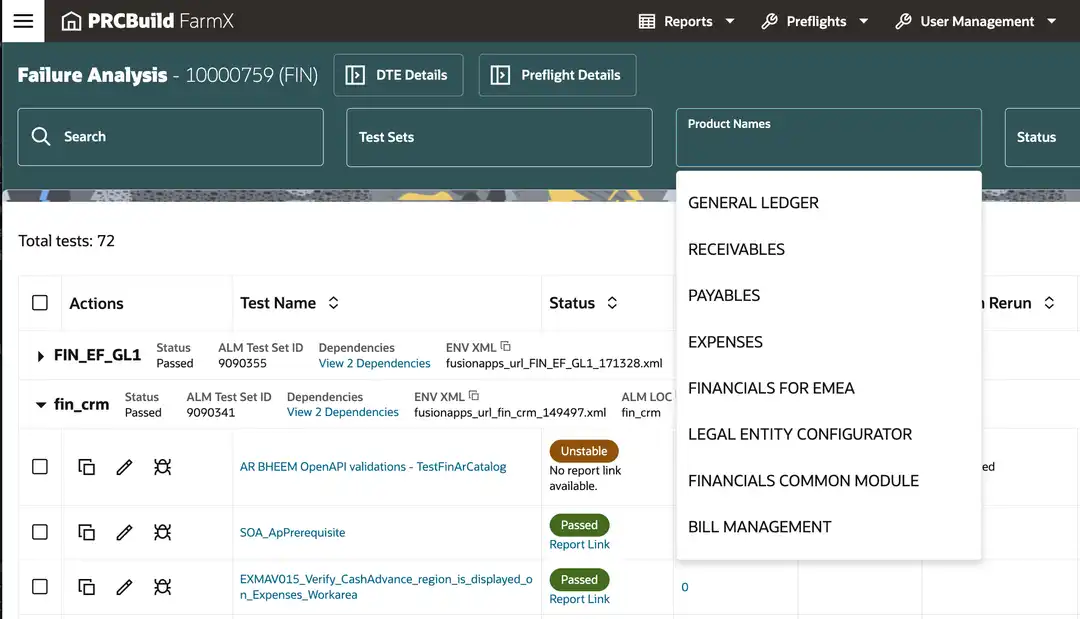 PRCBuild FarmX
Reports
Preflights
User Management
Failure Analysis - 10000759 (FIN)
DTE Details
Preflight Details
Search
Test Sets
Product Names
Status
GENERAL LEDGER
RECEIVABLES
PAYABLES
EXPENSES
FINANCIALS FOR EMEA
LEGAL ENTITY CONFIGURATOR
FINANCIALS COMMON MODULE
BILL MANAGEMENT
Total tests: 72
Actions
Test Name
Status
Rerun
FIN_EF_GL1
Status
Passed
ALM Test Set ID
9090355
Dependencies
View 2 Dependencies
ENV XML
fusionapps_url_FIN_EF_GL1_171328.xml
fin_crm
Status
Passed
ALM Test Set ID
9090341
Dependencies
View 2 Dependencies
ENV XML
fusionapps_url_fin_crm_149497.xml
ALM LOC
fin_crm
AR BHEEM OpenAPI validations - TestFinArCatalog
Unstable
No report link
available.
SOA_ApPrerequisite
Passed
Report Link
EXMAV015_Verify_CashAdvance_region_is_displayed_o
n_Expenses_Workarea
Passed
Report Link
0